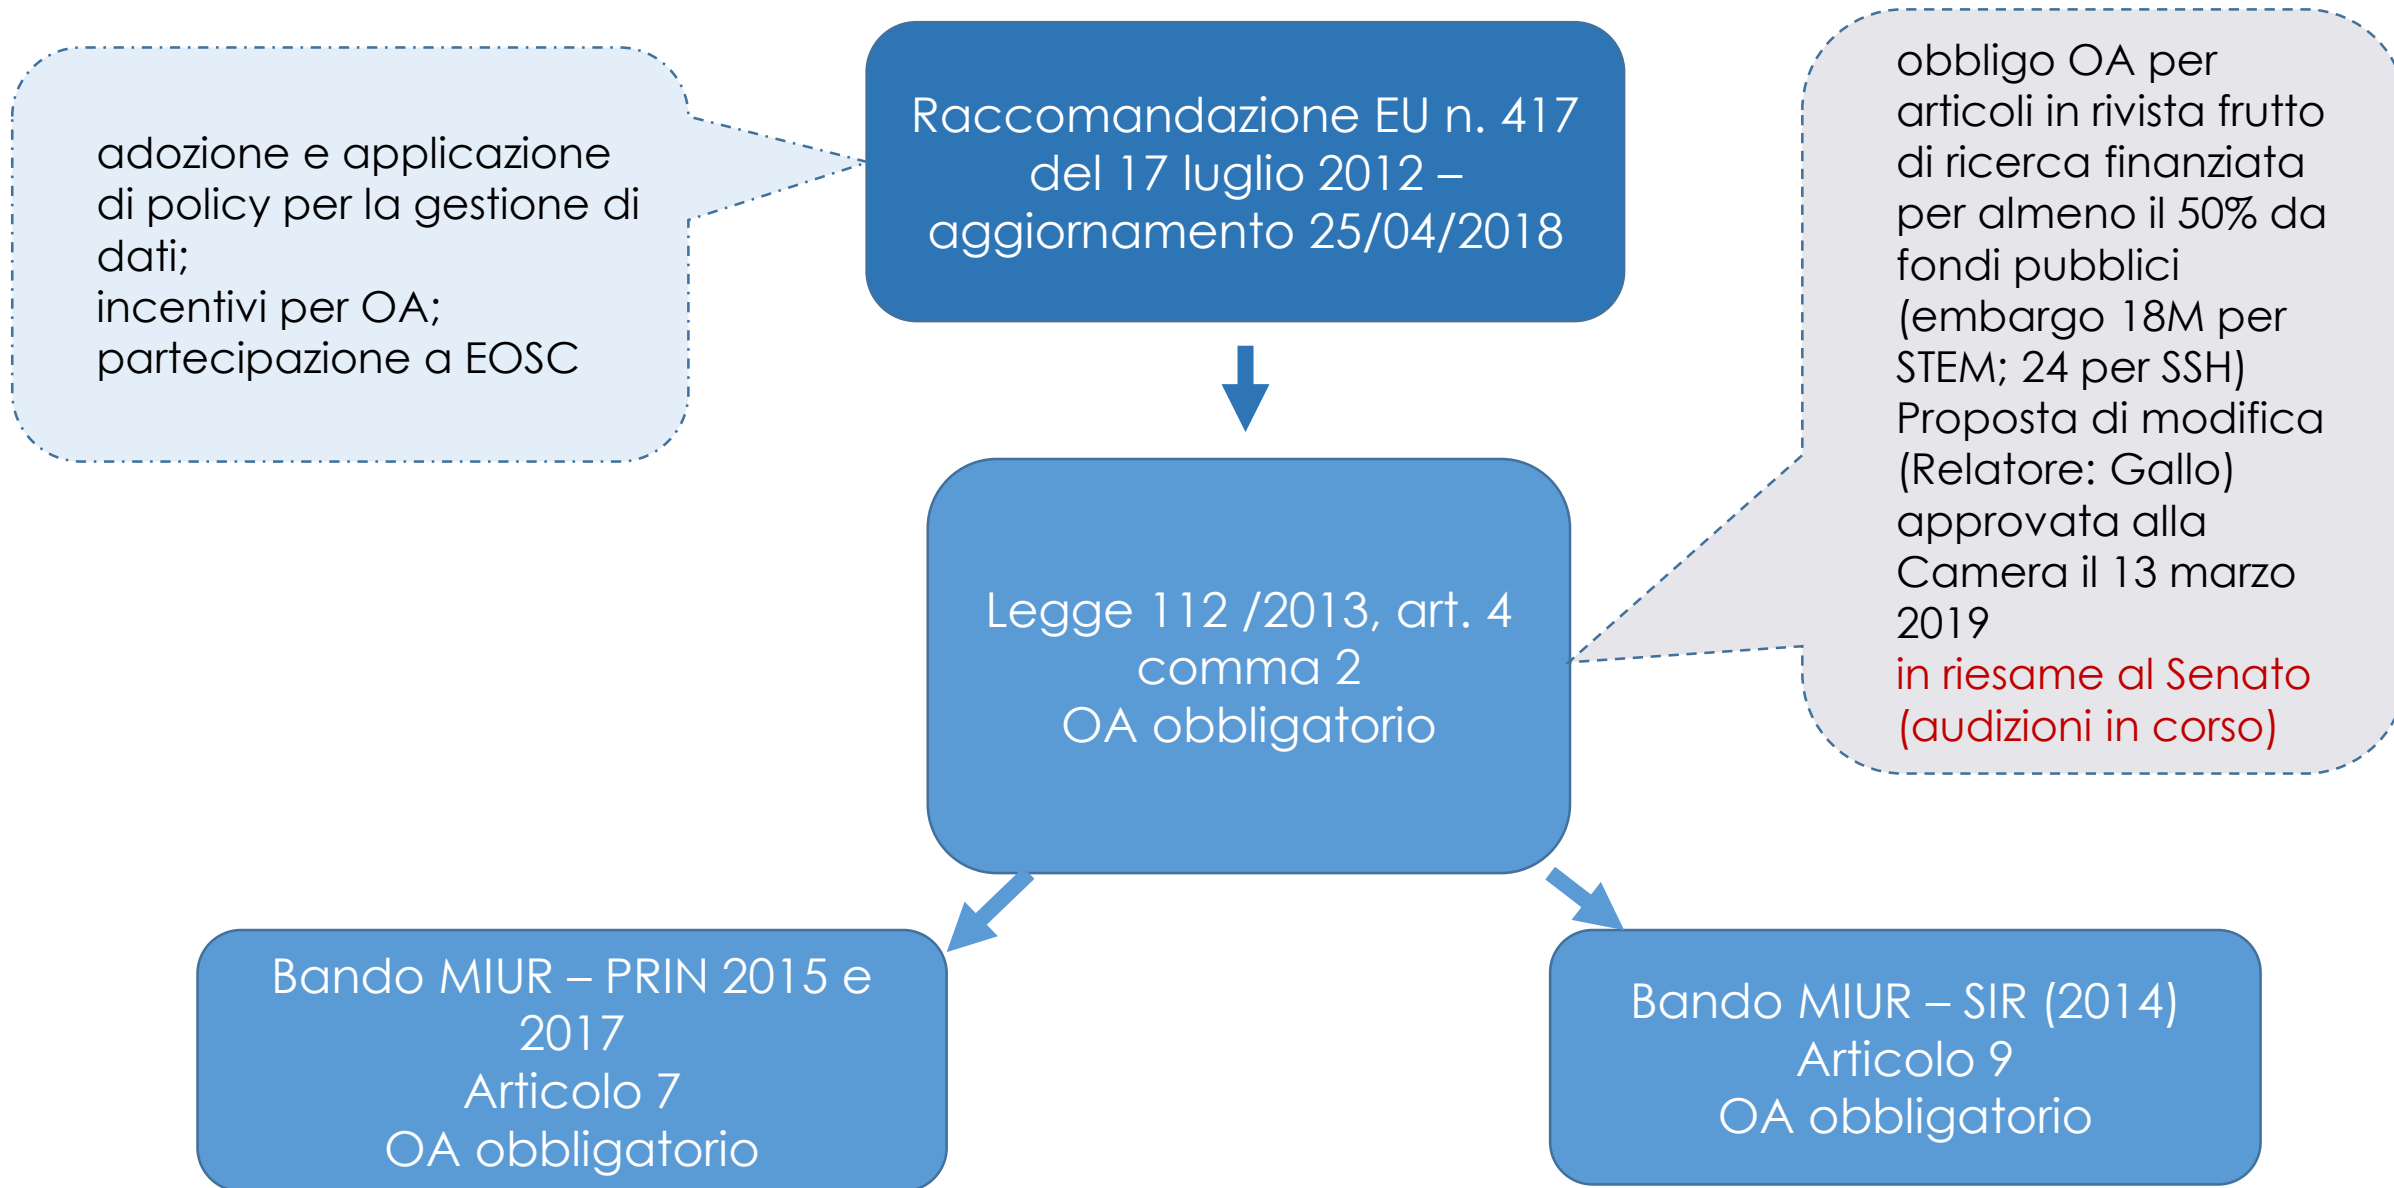 adozione e applicazione
di policy per la gestione di
dati;
incentivi per OA;
partecipazione a EOSC
Raccomandazione EU n. 417
del 17 luglio 2012 –
aggiornamento 25/04/2018
obbligo OA per
articoli in rivista frutto
di ricerca finanziata
per almeno il 50% da
fondi pubblici
(embargo 18M per
STEM; 24 per SSH)
Proposta di modifica
(Relatore: Gallo)
approvata alla
Camera il 13 marzo
2019
in riesame al Senato
(audizioni in corso)
Legge 112 /2013, art. 4
comma 2
OA obbligatorio
Bando MIUR – PRIN 2015 e
2017
Articolo 7
OA obbligatorio
Bando MIUR – SIR (2014)
Articolo 9
OA obbligatorio